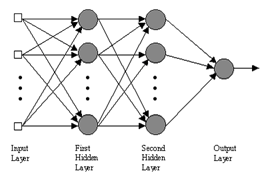 Input
Layer
First
Hidden
Layer
Second
Hidden
Layer
Output
Layer